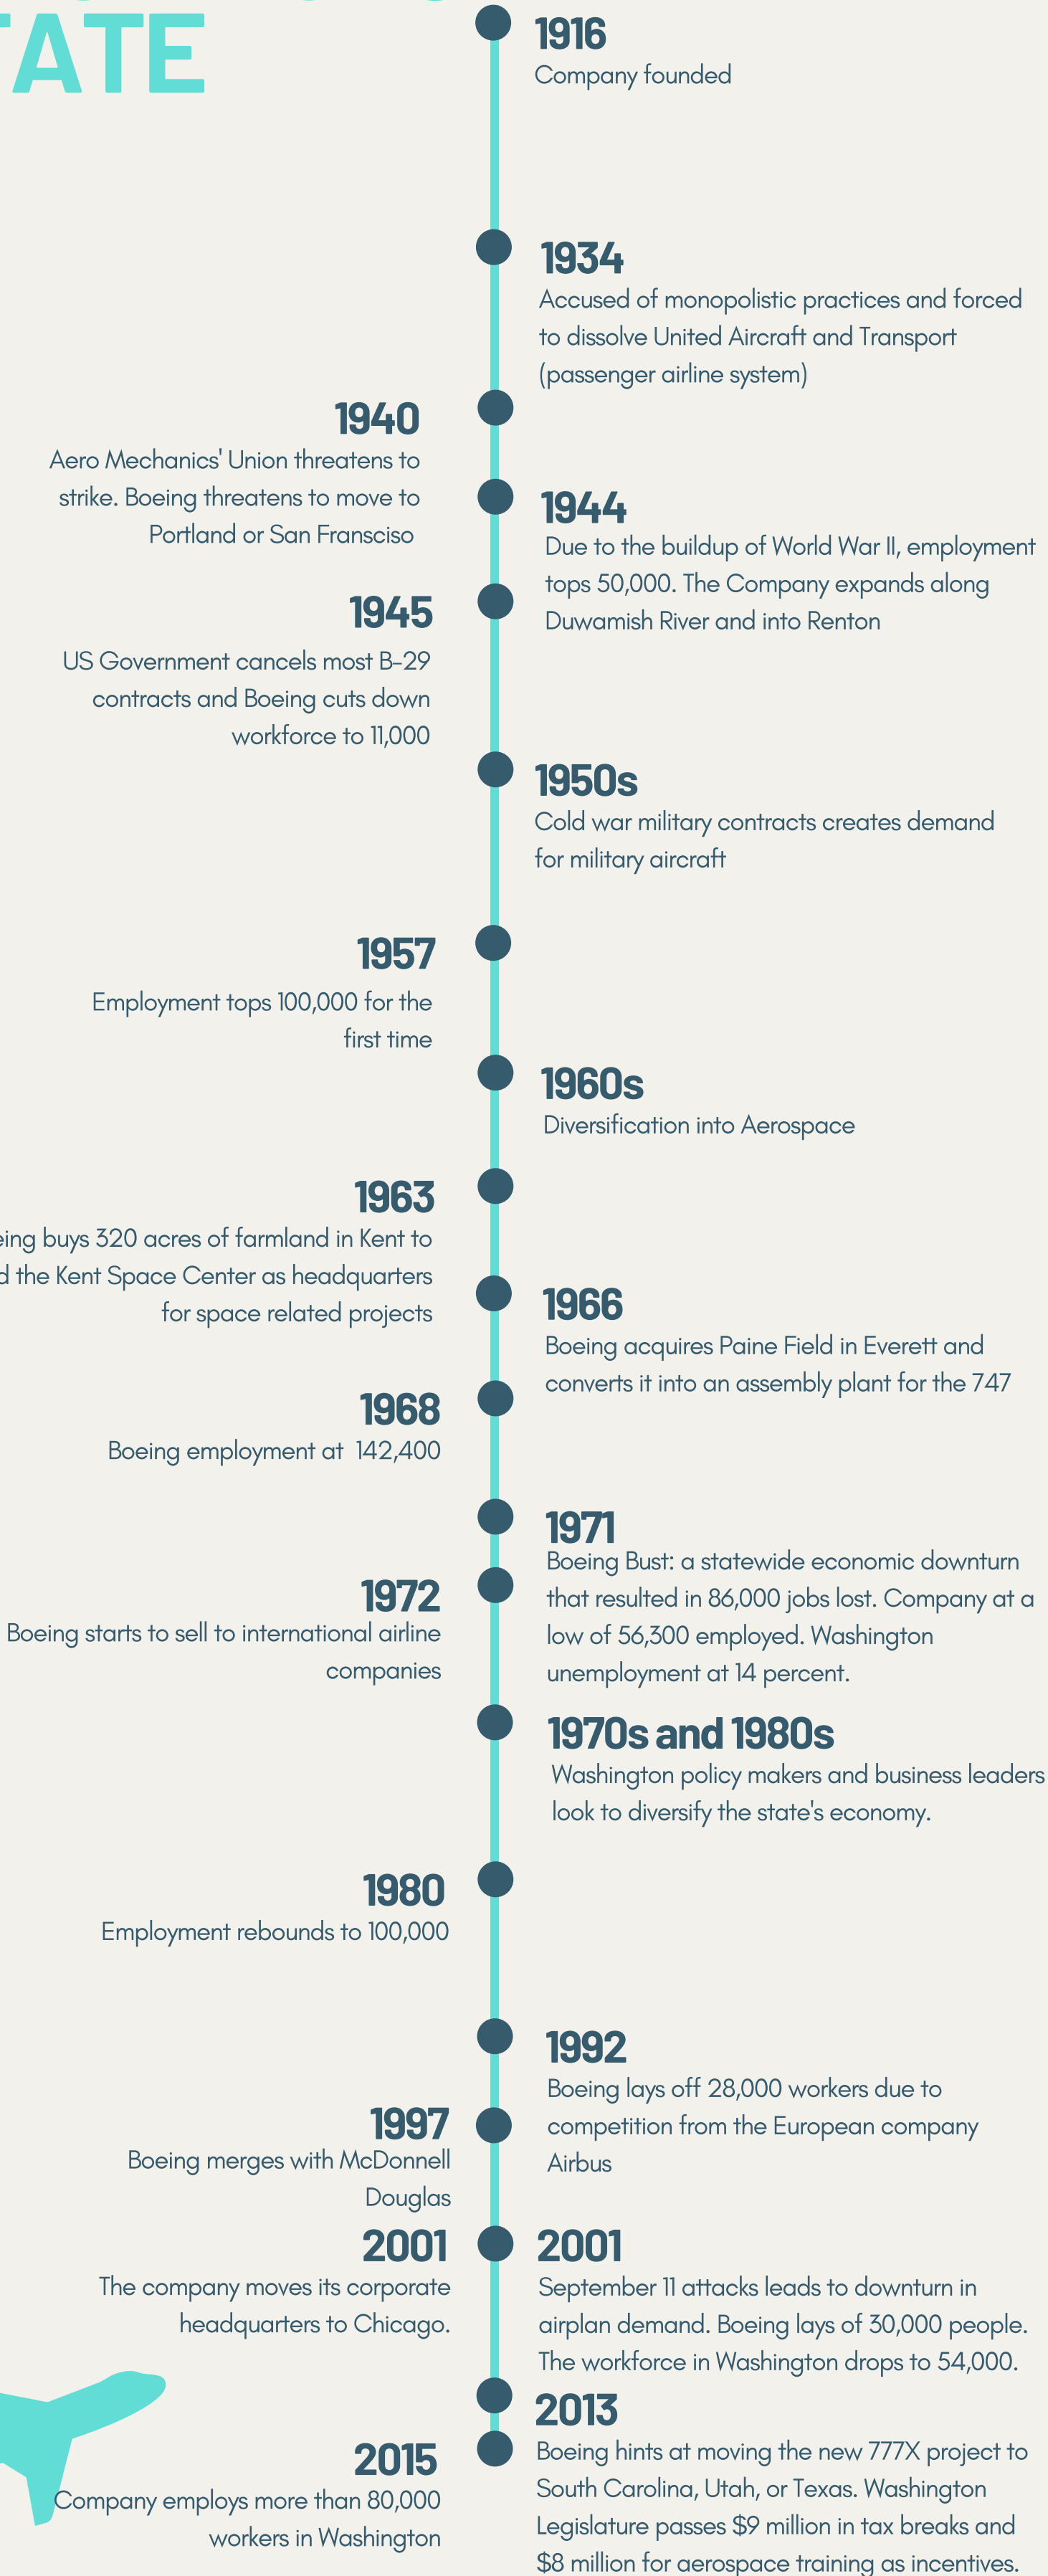 TATE
1916
Company founded
1934
Accused of monopolistic practices and forced
to dissolve United Aircraft and Transport
(passenger airline system)
1940
Aero Mechanics' Union threatens to
strike. Boeing threatens to move to
Portland or San Fransciso
1944
Due to the buildup of World War II, employment
tops 50,000. The Company expands along
Duwamish River and into Renton
1945
US Government cancels most B-29
contracts and Boeing cuts down
workforce to 11,000
1950s
Cold war military contracts creates demand
for military aircraft
1957
Employment tops 100,000 for the
first time
1960s
Diversification into Aerospace
1963
eing buys 320 acres of farmland in Kent to
d the Kent Space Center as headquarters
for space related projects
1966
Boeing acquires Paine Field in Everett and
converts it into an assembly plant for the 747
1968
Boeing employment at 142,400
1971
Boeing Bust: a statewide economic downturn
that resulted in 86,000 jobs lost. Company at a
low of 56,300 employed. Washington
unemployment at 14 percent.
1972
Boeing starts to sell to international airline
companies
1970s and 1980s
Washington policy makers and business leaders
look to diversify the state's economy.
1980
Employment rebounds to 100,000
1992
Boeing lays off 28,000 workers due to
competition from the European company
Airbus
1997
Boeing merges with McDonnell
Douglas
2001
The company moves its corporate
headquarters to Chicago.
2001
September 11 attacks leads to downturn in
airplan demand. Boeing lays of 30,000 people.
The workforce in Washington drops to 54,000.
2013
Boeing hints at moving the new 777X project to
South Carolina, Utah, or Texas. Washington
Legislature passes $9 million in tax breaks and
$8 million for aerospace training as incentives.
2015
Company employs more than 80,000
workers in Washington